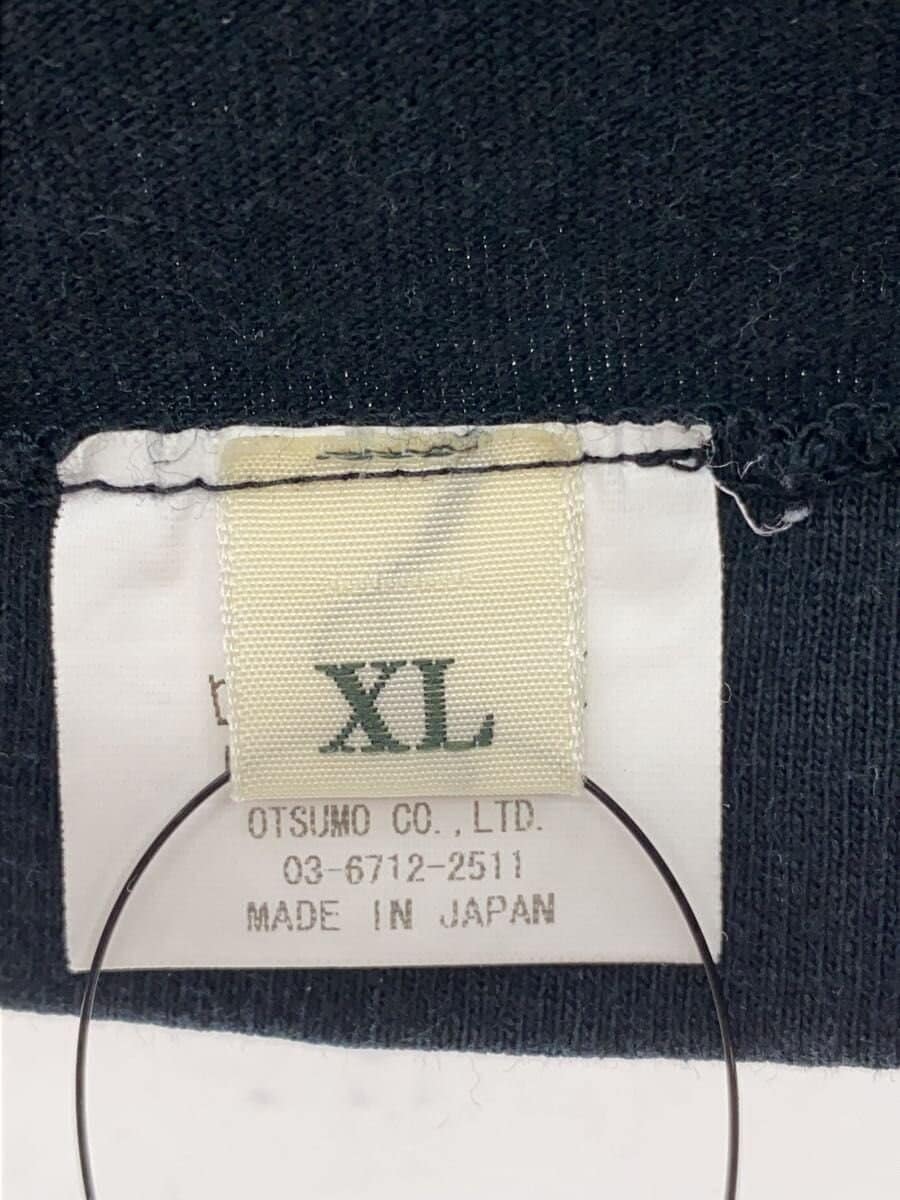 XL
OTSUMO CO.,LTD.
03-6712-2511
MADE IN JAPAN